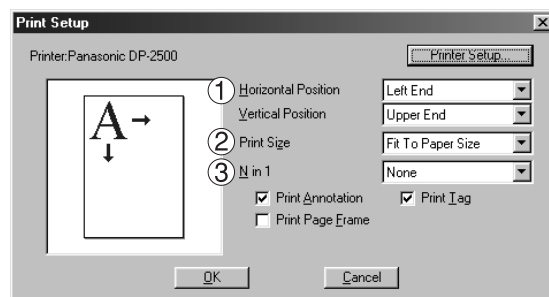 Print Setup
Printer:Panasonic DP-2500
Printer Setup...
A
① Horizontal Position Left End
Vertical Position Upper End
② Print Size Fit To Paper Size
③ N in 1 None
Print Annotation Print Tag
Print Page Frame
OK Cancel